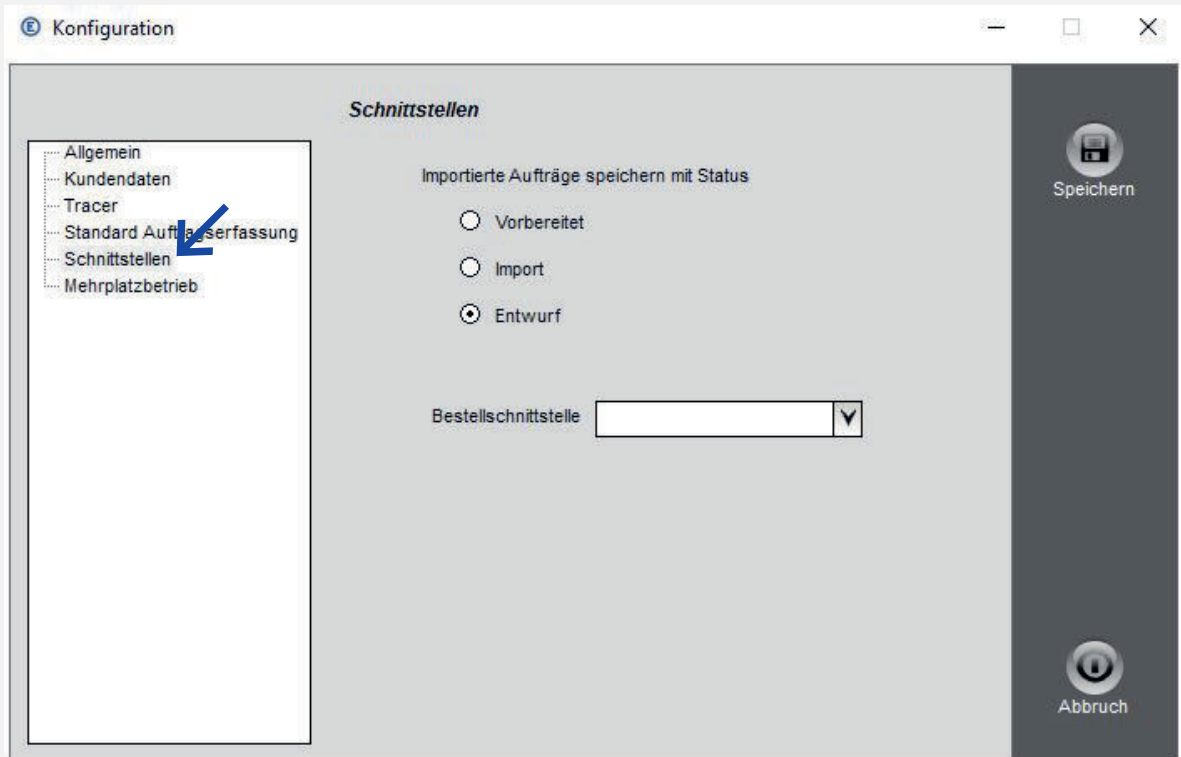 Konfiguration
Schnittstellen
Allgemein
Kundendaten
Tracer
Standard Auftragserfassung
Schnittstellen
Mehrplatzbetrieb
Importierte Aufträge speichern mit Status
Vorbereitet
Import
Entwurf
Bestellschnittstelle
Speichern
Abbruch